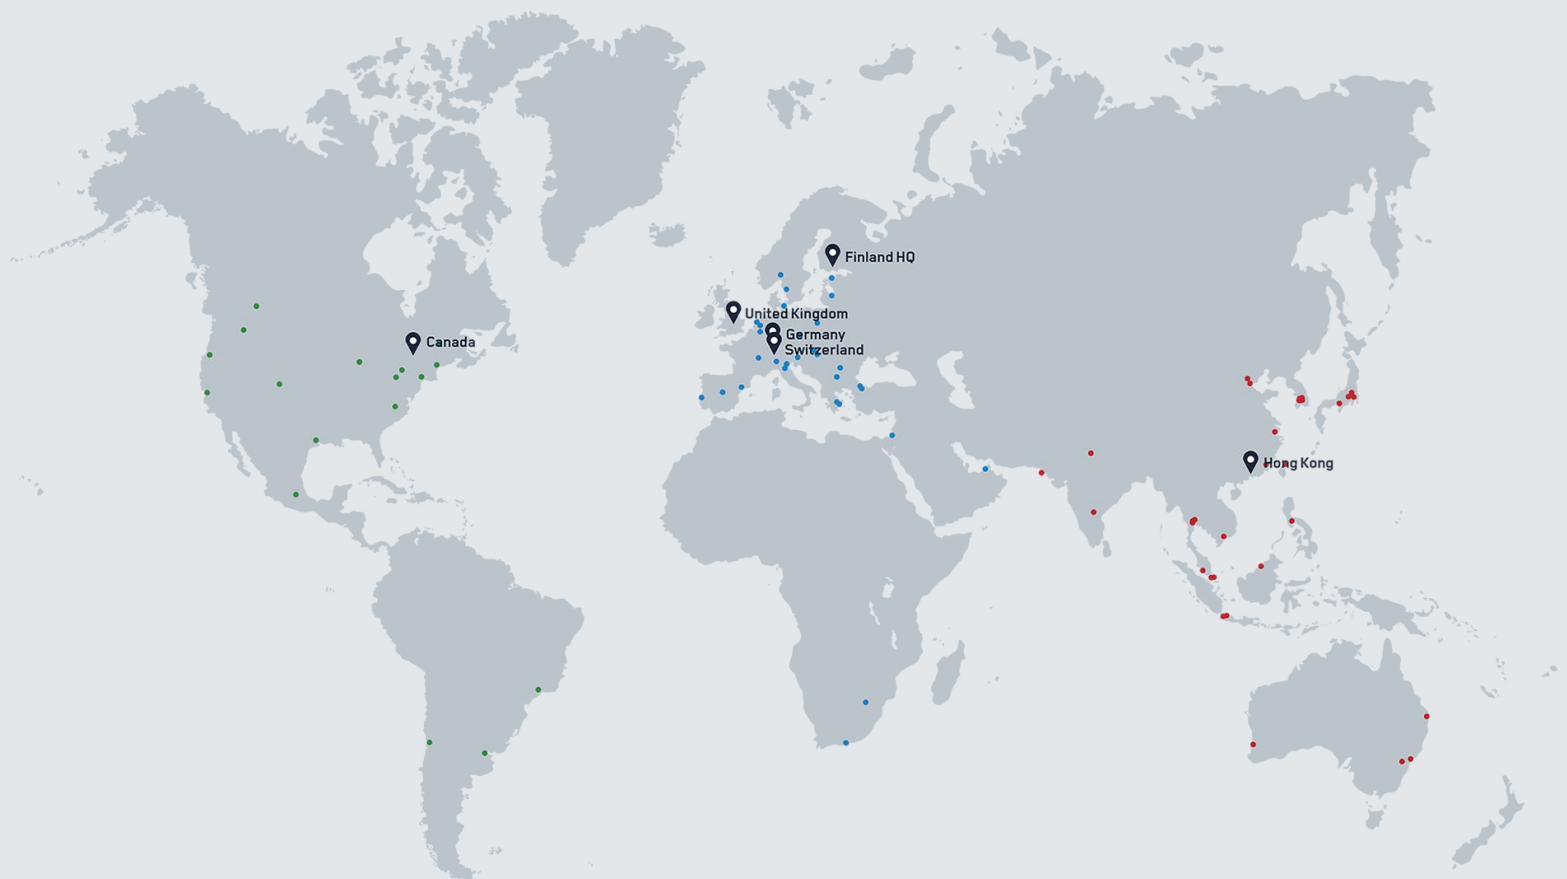 Finland HQ
United Kingdom
Germany
Canada
Switzerland
Hong Kong